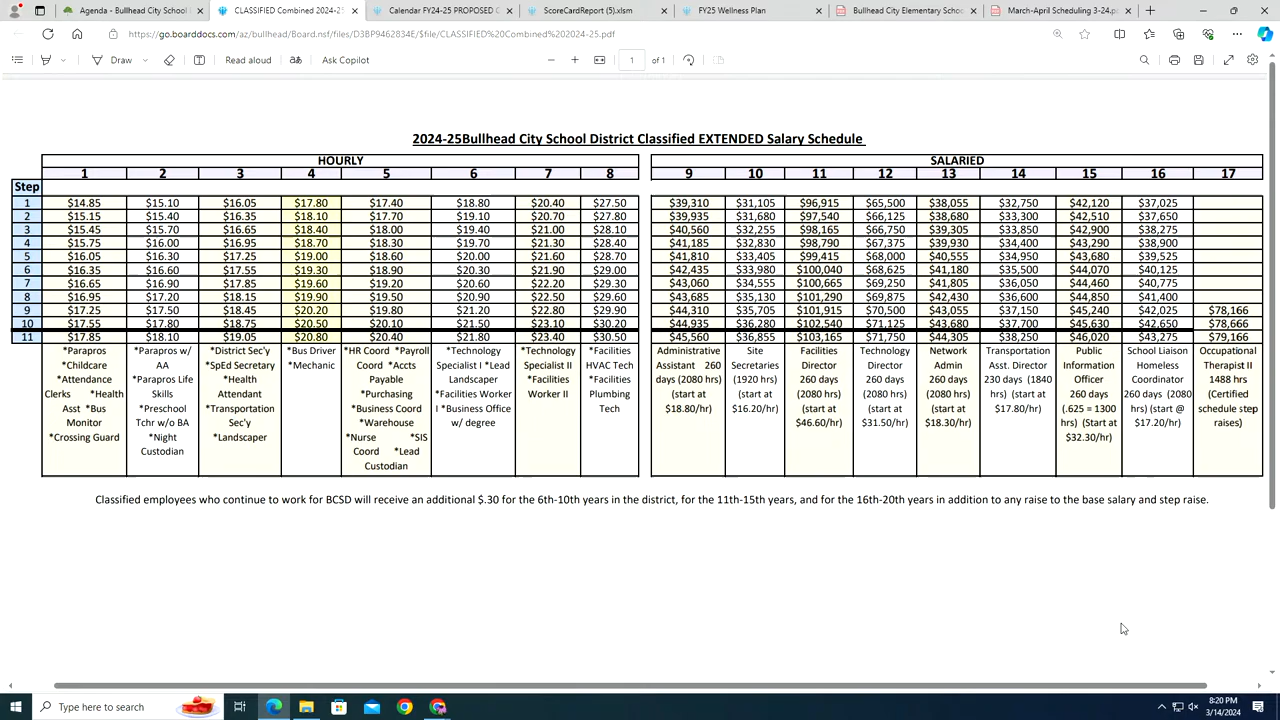 Agenda - Bullhead City School
CLASSIFIED Combined 2024-25
Calendar FY24-25 PROPOSED
ScoreCardReport (5).xlsm
FY25 Wellness Plan
Bullhead City Elementary Schoo
March-April Scheduling 3-24.p
https://go.boarddocs.com/az/bullhead/Board.nsf/files/D3BP9462834E/$file/CLASSIFIED%20Combined%202024-25.pdf
Draw Read aloud Ask Copilot 1 of 1
2024-25Bullhead City School District Classified EXTENDED Salary Schedule
HOURLY SALARIED
1 2 3 4 5 6 7 8 9 10 11 12 13 14 15 16 17
Step
1 $14.85 $15.10 $16.05 $17.80 $17.40 $18.80 $20.40 $27.50 $39,310 $31,105 $96,915 $65,500 $38,055 $32,750 $42,120 $37,025
2 $15.15 $15.40 $16.35 $18.10 $17.70 $19.10 $20.70 $27.80 $39,935 $31,680 $97,540 $66,125 $38,680 $33,300 $42,510 $37,650
3 $15.45 $15.70 $16.65 $18.40 $18.00 $19.40 $21.00 $28.10 $40,560 $32,255 $98,165 $66,750 $39,305 $33,850 $42,900 $38,275
4 $15.75 $16.00 $16.95 $18.70 $18.30 $19.70 $21.30 $28.40 $41,185 $32,830 $98,790 $67,375 $39,930 $34,400 $43,290 $38,900
5 $16.05 $16.30 $17.25 $19.00 $18.60 $20.00 $21.60 $28.70 $41,810 $33,405 $99,415 $68,000 $40,555 $34,950 $43,680 $39,525
6 $16.35 $16.60 $17.55 $19.30 $18.90 $20.30 $21.90 $29.00 $42,435 $33,980 $100,040 $68,625 $41,180 $35,500 $44,070 $40,125
7 $16.65 $16.90 $17.85 $19.60 $19.20 $20.60 $22.20 $29.30 $43,060 $34,555 $100,665 $69,250 $41,805 $36,050 $44,460 $40,775
8 $16.95 $17.20 $18.15 $19.90 $19.50 $20.90 $22.50 $29.60 $43,685 $35,130 $101,290 $69,875 $42,430 $36,600 $44,850 $41,400
9 $17.25 $17.50 $18.45 $20.20 $19.80 $21.20 $22.80 $29.90 $44,310 $35,705 $101,915 $70,500 $43,055 $37,150 $45,240 $42,025 $78,166
10 $17.55 $17.80 $18.75 $20.50 $20.10 $21.50 $23.10 $30.20 $44,935 $36,280 $102,540 $71,125 $43,680 $37,700 $45,630 $42,650 $78,666
11 $17.85 $18.10 $19.05 $20.80 $20.40 $21.80 $23.40 $30.50 $45,560 $36,855 $103,165 $71,750 $44,305 $38,250 $46,020 $43,275 $79,166
*Parapros
*Childcare
*Attendance
Clerks *Health
Asst *Bus
Monitor
*Crossing Guard
*Parapros w/
AA
*Parapros Life
Skills
*Preschool
Tchr w/o BA
*Night
Custodian
*District Sec'y
*SpEd Secretary
*Health
Attendant
*Transportation
Sec'y
*Landscaper
*Bus Driver
*Mechanic
*HR Coord *Payroll
Coord *Accts
Payable
*Purchasing
*Business Coord
*Warehouse
*Nurse *SIS
Coord *Lead
Custodian
*Technology
Specialist I *Lead
Landscaper
*Facilities Worker
I *Business Office
w/ degree
*Technology
Specialist II
*Facilities
Worker II
*Facilities
HVAC Tech
*Facilities
Plumbing
Tech
Administrative
Assistant 260
days (2080 hrs)
(start at
$18.80/hr)
Site
Secretaries
(1920 hrs)
(start at
$16.20/hr)
Facilities
Director
260 days
(2080 hrs)
(start at
$46.60/hr)
Technology
Director
260 days
(2080 hrs)
(start at
$31.50/hr)
Network
Admin
260 days
(2080 hrs)
(start at
$18.30/hr)
Transportation
Asst. Director
230 days (1840
hrs) (start at
$17.80/hr)
Public
Information
Officer
260 days
(.625 = 1300
hrs) (Start at
$32.30/hr)
School Liaison
Homeless
Coordinator
260 days (2080
hrs) (start @
$17.20/hr)
Occupational
Therapist II
1488 hrs
(Certified
schedule step
raises)
Classified employees who continue to work for BCSD will receive an additional $.30 for the 6th-10th years in the district, for the 11th-15th years, and for the 16th-20th years in addition to any raise to the base salary and step raise.
Type here to search
8:20 PM
3/14/2024